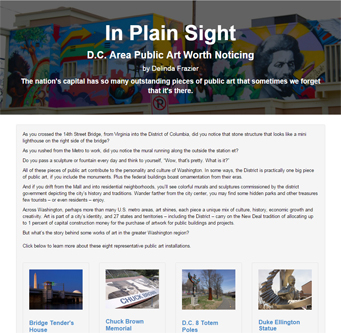 In Plain Sight
D.C. Area Public Art Worth Noticing
by Delinda Frazier
The nation's capital has so many outstanding pieces of public art that sometimes we forget
that it's there.
As you crossed the 14th Street Bridge, from Virginia into the District of Columbia, did you notice that stone structure that looks like a mini
lighthouse on the right side of the bridge?
As you rushed from the Metro to work, did you notice the mural running along the outside the station et?
Do you pass a sculpture or fountain every day and think to yourself, "Wow, that's pretty. What is it?"
All of these pieces of public art contribute to the personality and culture of Washington. In some ways, the District is practically one big piece
of public art, if you include the monuments. Plus the federal buildings boast ornamentation from their eras.
And if you drift from the Mall and into residential neighborhoods, you'll see colorful murals and sculptures commissioned by the district
government depicting the city's history and traditions. Wander farther from the city center, you may find some hidden parks and other treasures
few tourists – or even residents – enjoy.
Across Washington, perhaps more than many U.S. metro areas, art shines, each piece a unique mix of culture, history, economic growth and
creativity. Art is part of a city's identity, and 27 states and territories – including the District – carry on the New Deal tradition of allocating up
to 1 percent of capital construction money for the purchase of artwork for public buildings and projects.
But what's the story behind some works of art in the greater Washington region?
Click below to learn more about these eight representative public art installations.
CHUCK BROWN
Bridge Tender's
House
Chuck Brown
Memorial
D.C. 8 Totem
Poles
Duke Ellington
Statue